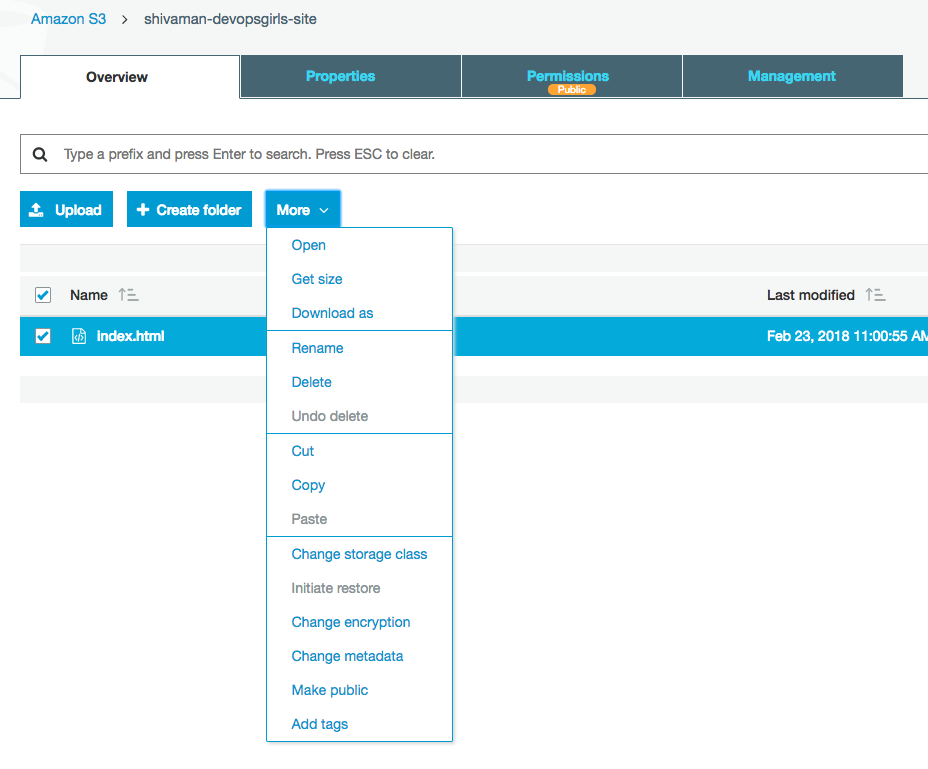 Amazon S3 > shivaman-devopsgirls-site
Overview Properties Permissions Management
Public
Type a prefix and press Enter to search. Press ESC to clear.
Upload Create folder More
Open
Get size
Download as
Name Last modified
index.html Feb 23, 2018 11:00:55 AM
Rename
Delete
Undo delete
Cut
Copy
Paste
Change storage class
Initiate restore
Change encryption
Change metadata
Make public
Add tags